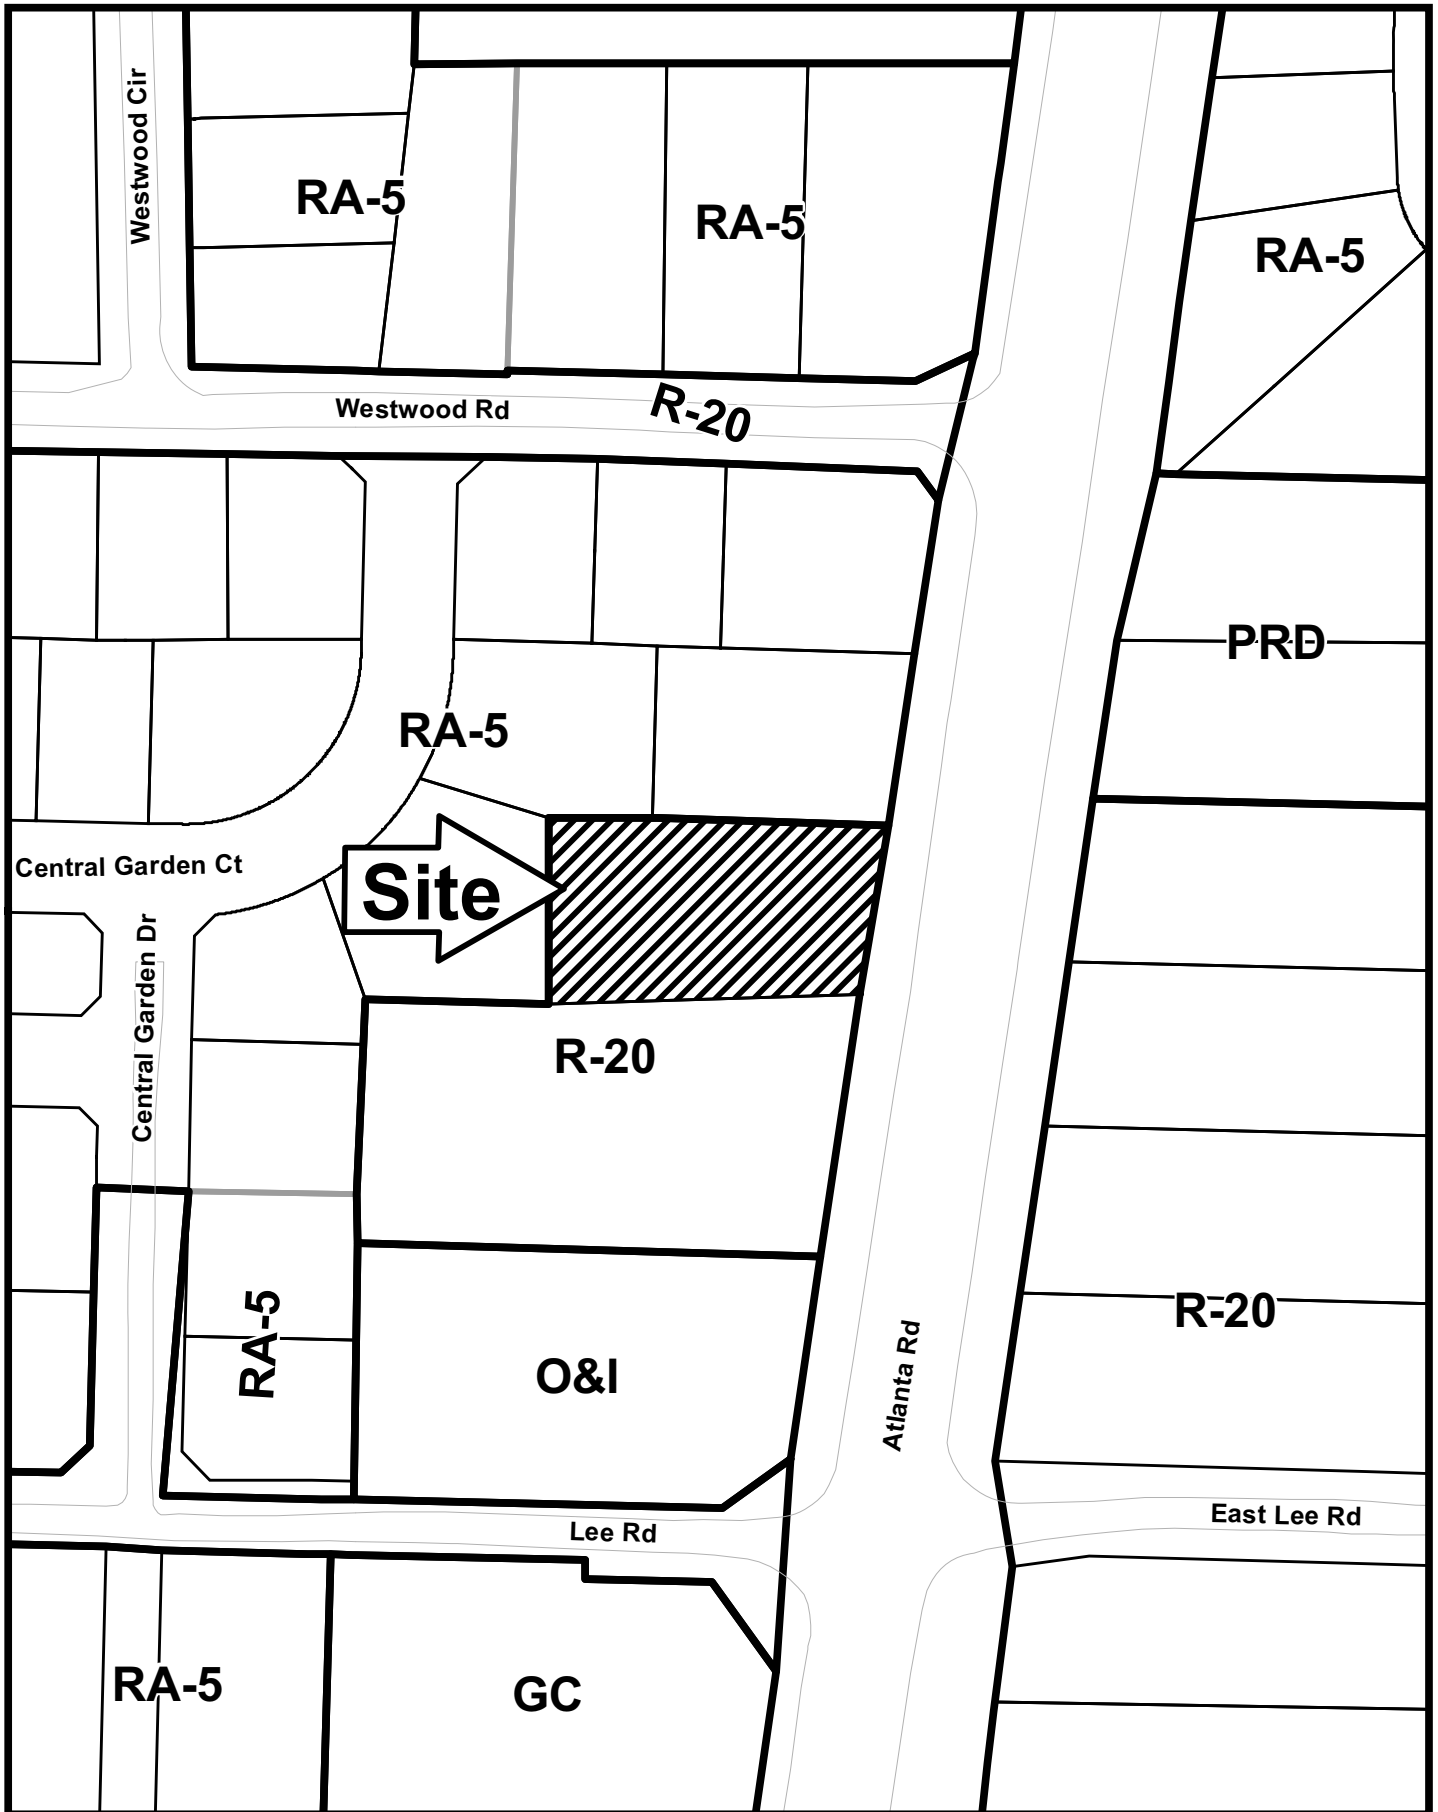 Westwood Cir
RA-5
RA-5
RA-5
Westwood Rd
R-20
PRD
RA-5
Central Garden Ct
Site
Central Garden Dr
R-20
RA-5
O&I
Atlanta Rd
R-20
Lee Rd
East Lee Rd
RA-5
GC